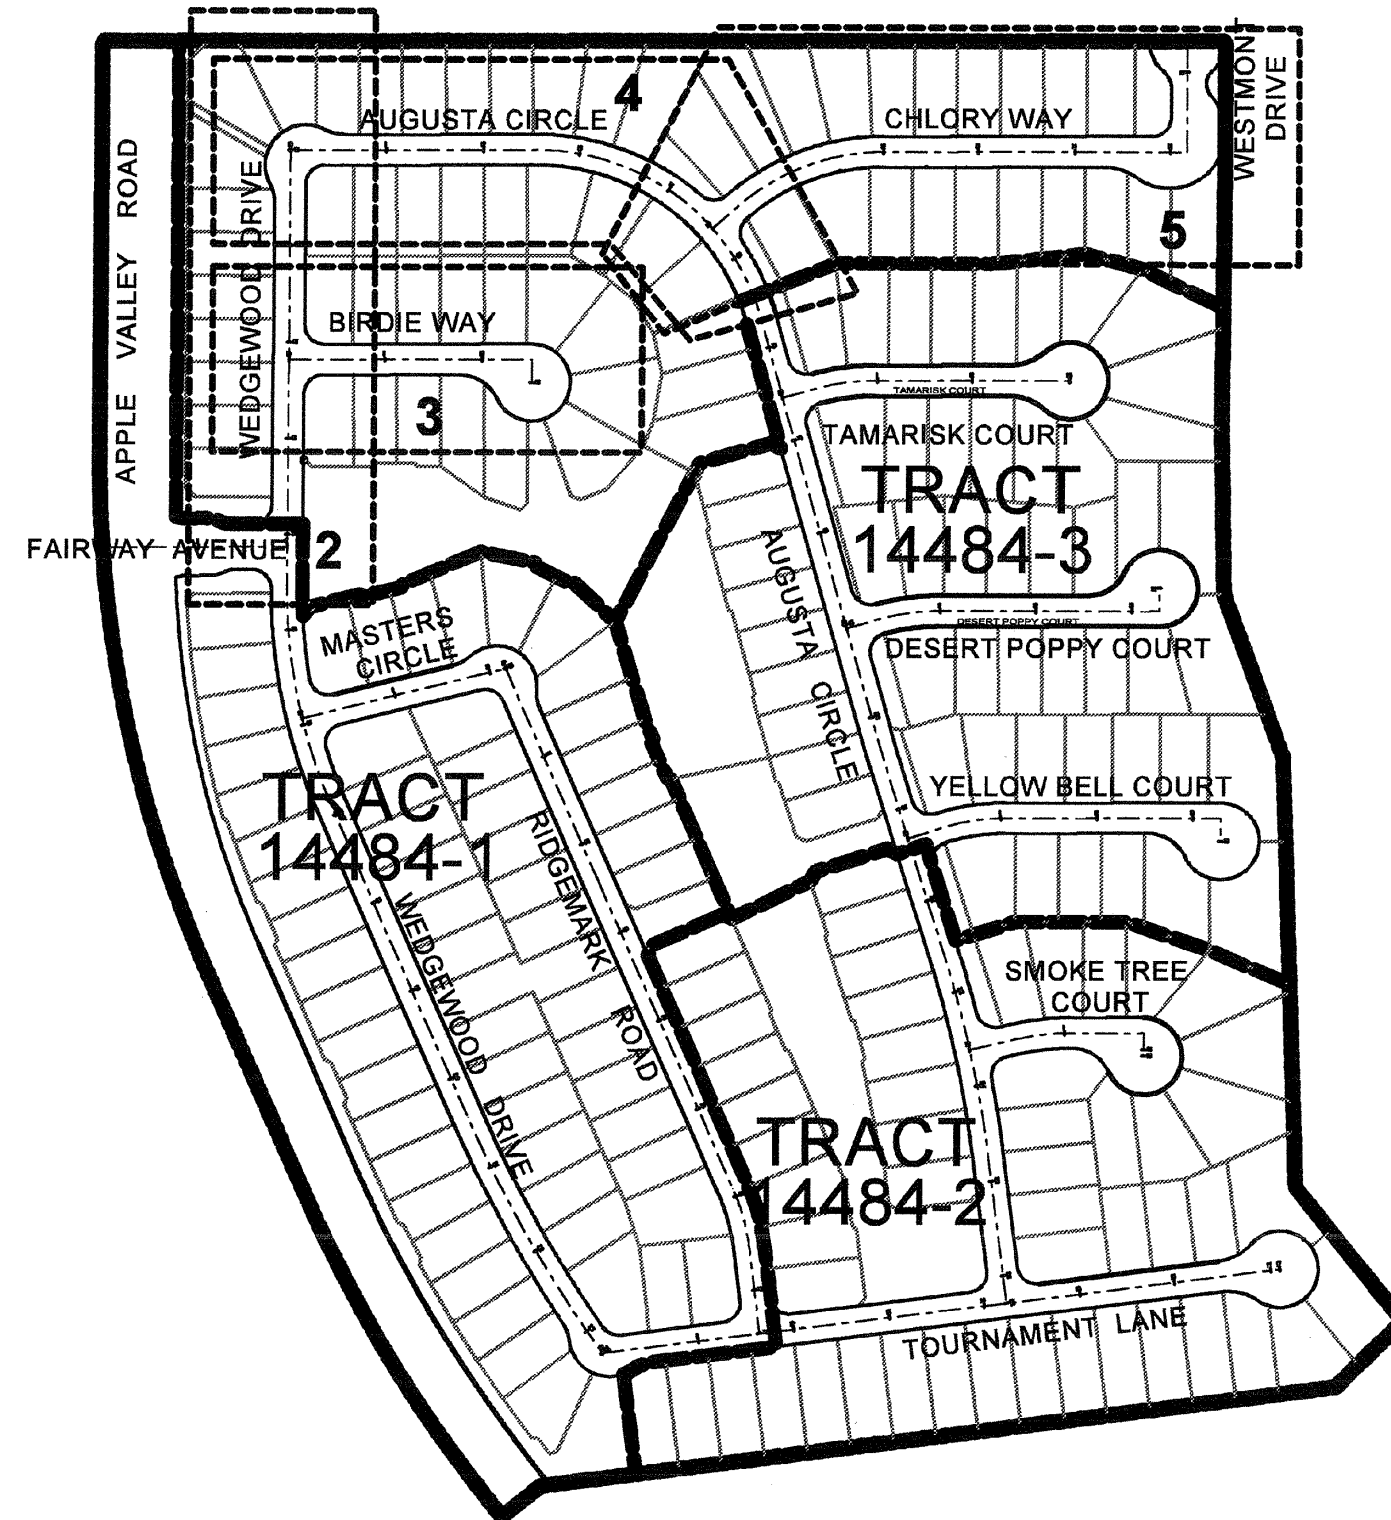 4
AUGUSTA CIRCLE
CHLORY WAY
WESTMONT
DRIVE
APPLE VALLEY ROAD
WEDGEWOOD DRIVE
5
BIRDIE WAY
3
TAMARISK COURT
TAMARISK COURT
TRACT
14484-3
FAIRWAY AVENUE
2
AUGUSTA CIRCLE
DESERT POPPY COURT
DESERT POPPY COURT
MASTERS
CIRCLE
TRACT
14484-1
YELLOW BELL COURT
RIDGEMARK ROAD
WEDGEWOOD DRIVE
SMOKE TREE
COURT
TRACT
14484-2
TOURNAMENT LANE